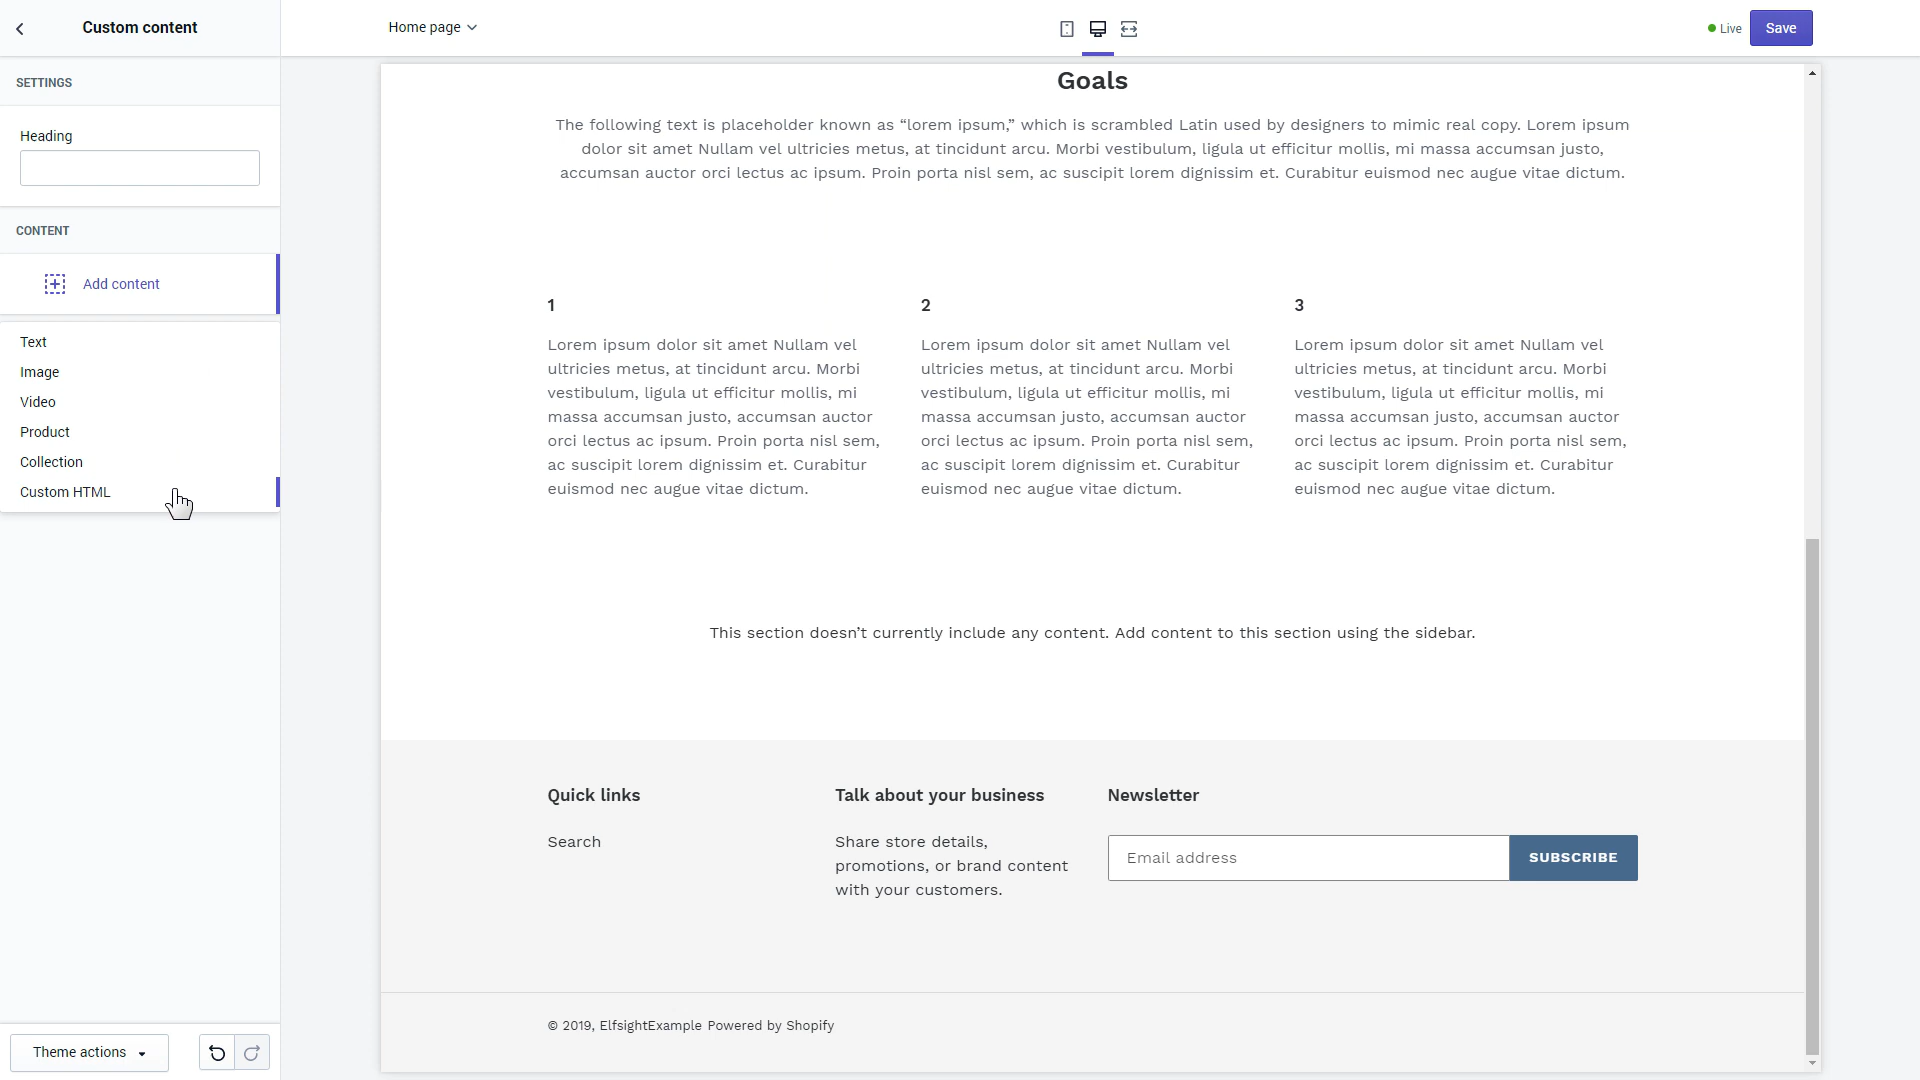 Custom content
Home page
Live
Save
SETTINGS
Heading
CONTENT
Add content
Text
Image
Video
Product
Collection
Custom HTML
Theme actions
Goals
The following text is placeholder known as “lorem ipsum,” which is scrambled Latin used by designers to mimic real copy. Lorem ipsum
dolor sit amet Nullam vel ultricies metus, at tincidunt arcu. Morbi vestibulum, ligula ut efficitur mollis, mi massa accumsan justo,
accumsan auctor orci lectus ac ipsum. Proin porta nisl sem, ac suscipit lorem dignissim et. Curabitur euismod nec augue vitae dictum.
1
Lorem ipsum dolor sit amet Nullam vel
ultricies metus, at tincidunt arcu. Morbi
vestibulum, ligula ut efficitur mollis, mi
massa accumsan justo, accumsan auctor
orci lectus ac ipsum. Proin porta nisl sem,
ac suscipit lorem dignissim et. Curabitur
euismod nec augue vitae dictum.
2
Lorem ipsum dolor sit amet Nullam vel
ultricies metus, at tincidunt arcu. Morbi
vestibulum, ligula ut efficitur mollis, mi
massa accumsan justo, accumsan auctor
orci lectus ac ipsum. Proin porta nisl sem,
ac suscipit lorem dignissim et. Curabitur
euismod nec augue vitae dictum.
3
Lorem ipsum dolor sit amet Nullam vel
ultricies metus, at tincidunt arcu. Morbi
vestibulum, ligula ut efficitur mollis, mi
massa accumsan justo, accumsan auctor
orci lectus ac ipsum. Proin porta nisl sem,
ac suscipit lorem dignissim et. Curabitur
euismod nec augue vitae dictum.
This section doesn’t currently include any content. Add content to this section using the sidebar.
Quick links
Search
Talk about your business
Share store details,
promotions, or brand content
with your customers.
Newsletter
Email address
SUBSCRIBE
© 2019, ElfsightExample Powered by Shopify